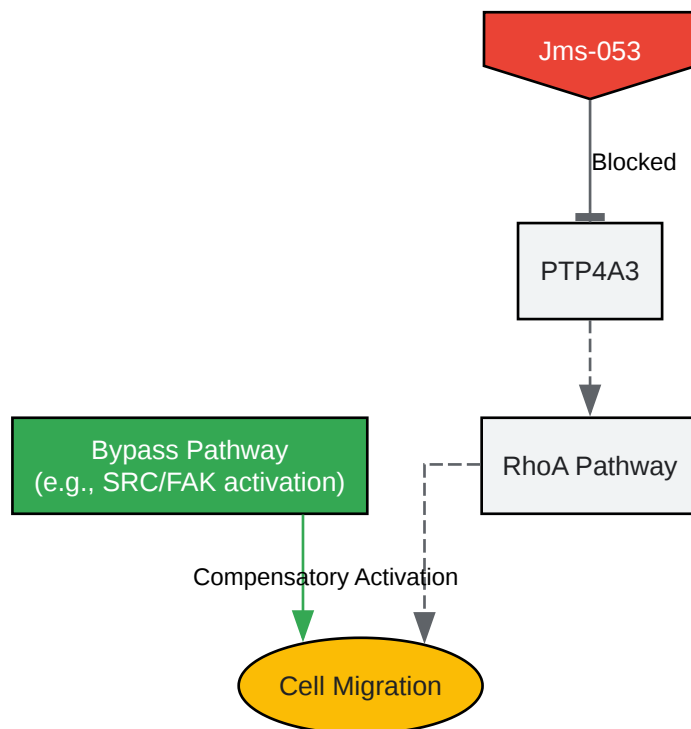 Jms-053
Blocked
PTP4A3
Bypass Pathway
(e.g., SRC/FAK activation)
RhoA Pathway
Compensatory Activation
Cell Migration